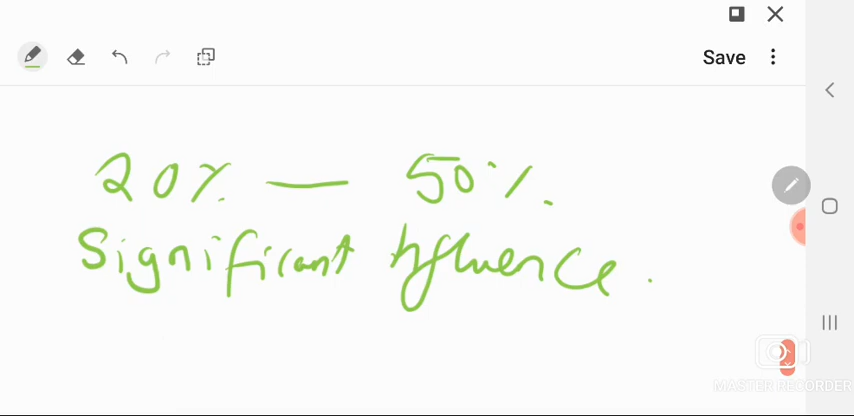 Save
20% — 50%.
Significant Influence.
MASTER RECORDER